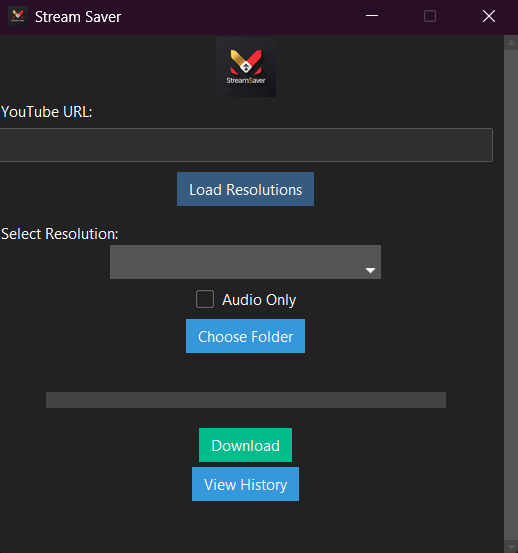 Stream Saver
StreamSaver
YouTube URL:
Load Resolutions
Select Resolution:
Audio Only
Choose Folder
Download
View History